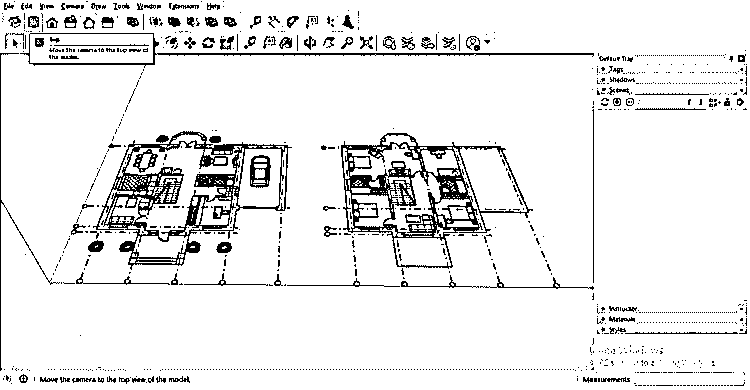 File Edit View Camera Draw Tools Window Extensions Help
Top
Move the camera to the top view of
the model.
Default Tray
Tags
Shadows
Scenes
Instructor
Materials
Styles
Move the camera to the top view of the model.
Measurements